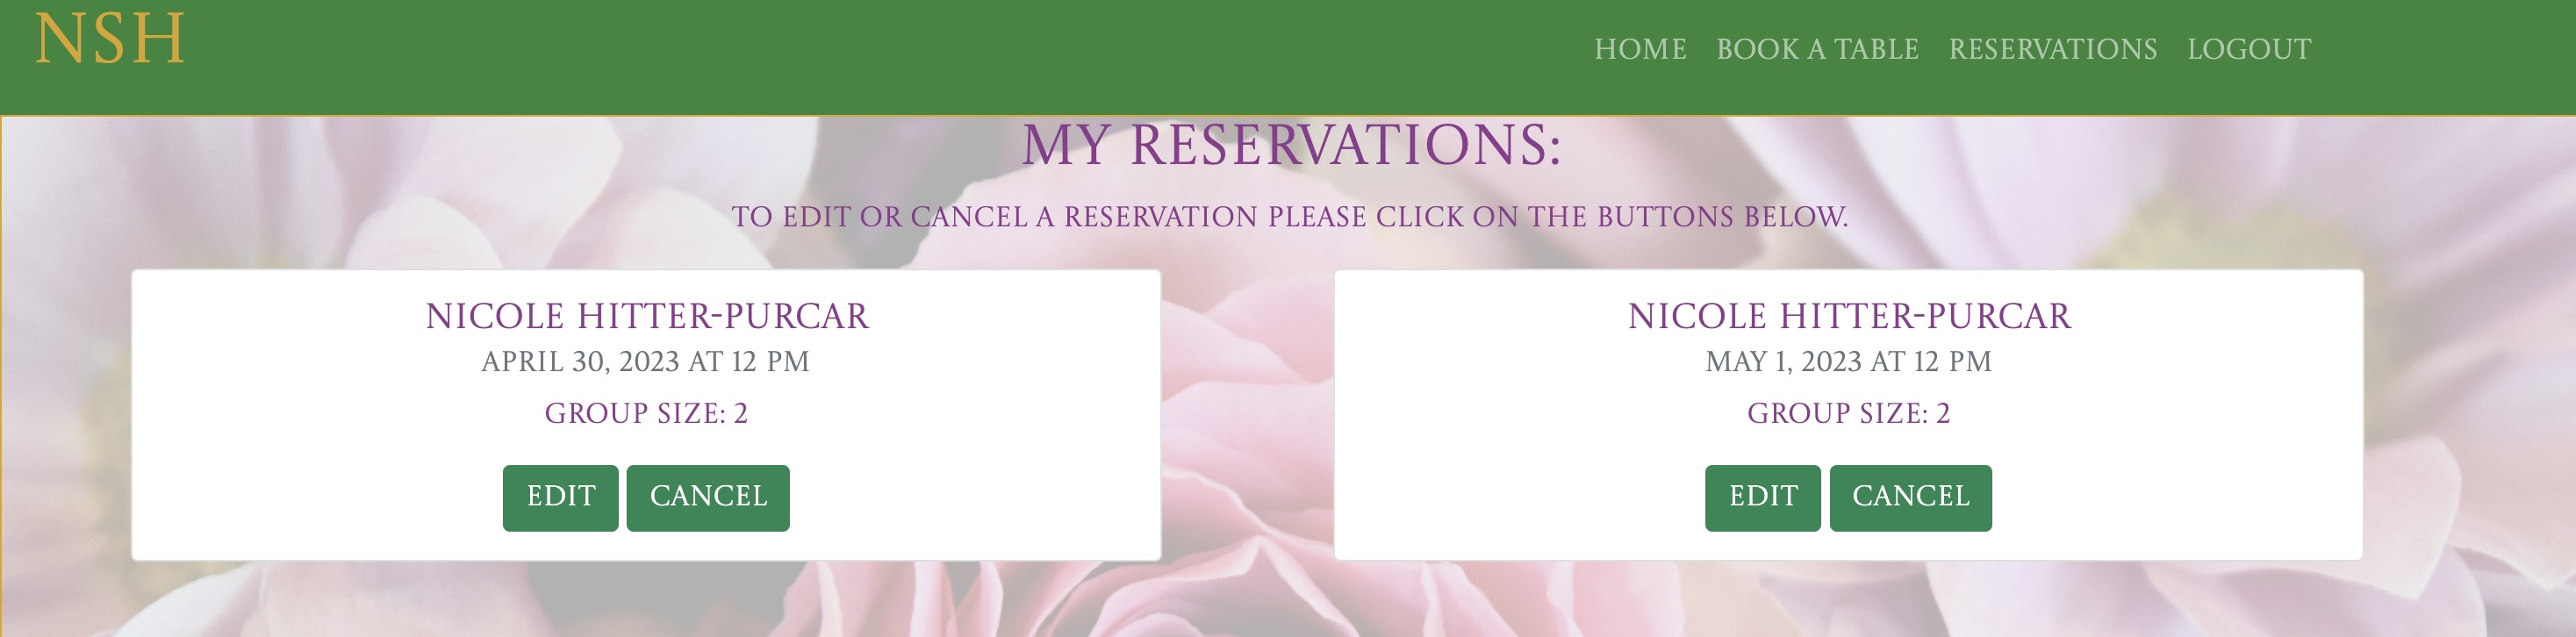 NSH
HOME BOOK A TABLE RESERVATIONS LOGOUT
MY RESERVATIONS:
TO EDIT OR CANCEL A RESERVATION PLEASE CLICK ON THE BUTTONS BELOW.
NICOLE HITTER-PURCAR
APRIL 30, 2023 AT 12 PM
GROUP SIZE: 2
EDIT CANCEL
NICOLE HITTER-PURCAR
MAY 1, 2023 AT 12 PM
GROUP SIZE: 2
EDIT CANCEL